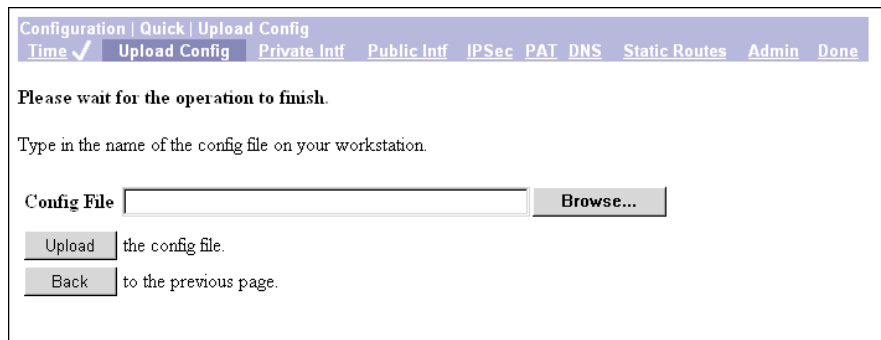 Configuration | Quick | Upload Config
Time Upload Config Private Intf Public Intf IPSec PAT DNS Static Routes Admin Done
Please wait for the operation to finish.
Type in the name of the config file on your workstation.
Config File Browse...
Upload the config file.
Back to the previous page.